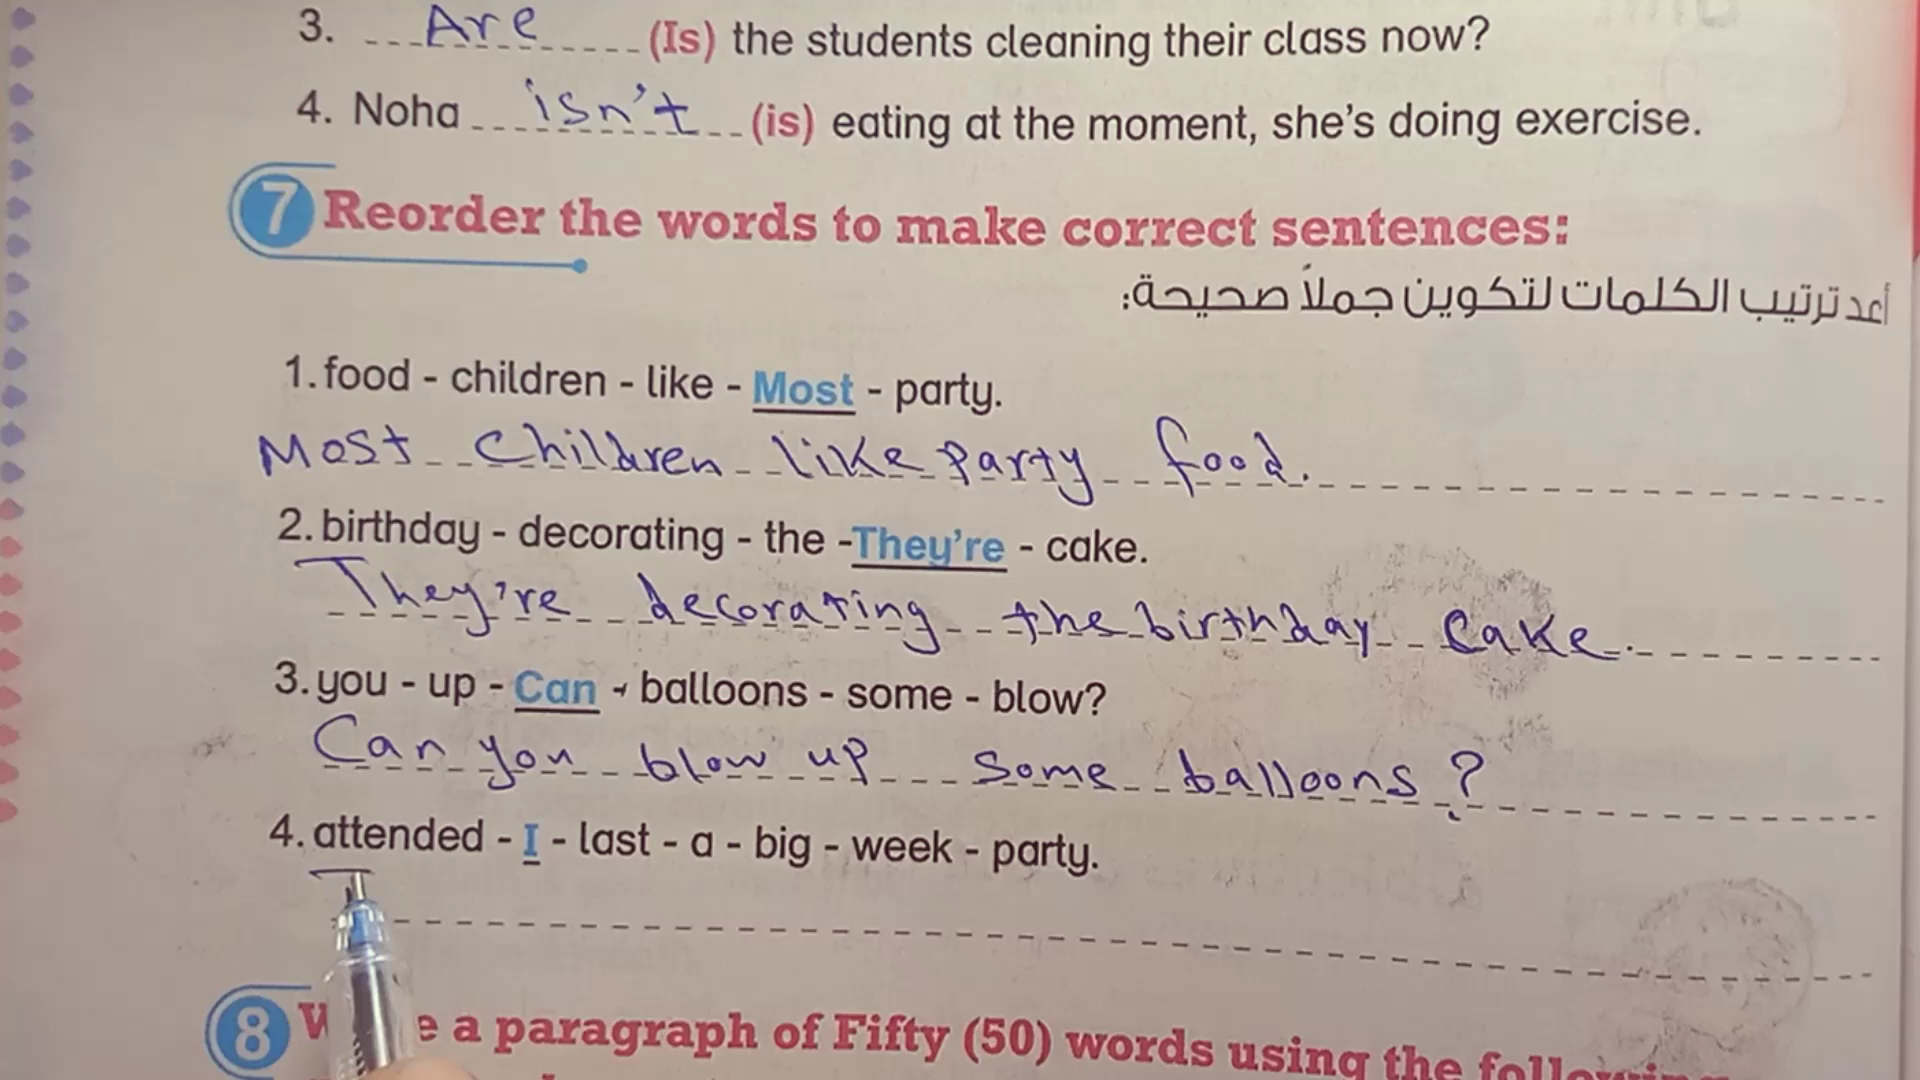 3. Are (Is) the students cleaning their class now?
4. Noha isn't (is) eating at the moment, she's doing exercise.
7 Reorder the words to make correct sentences:
أعد ترتيب الكلمات لتكوين جملاً صحيحة:
1. food - children - like - Most - party.
Most children like party food.
2. birthday - decorating - the - They're - cake.
They're decorating the birthday cake.
3. you - up - Can - balloons - some - blow?
Can you blow up some balloons?
4. attended - I - last - a - big - week - party.
8 a paragraph of Fifty (50) words using the